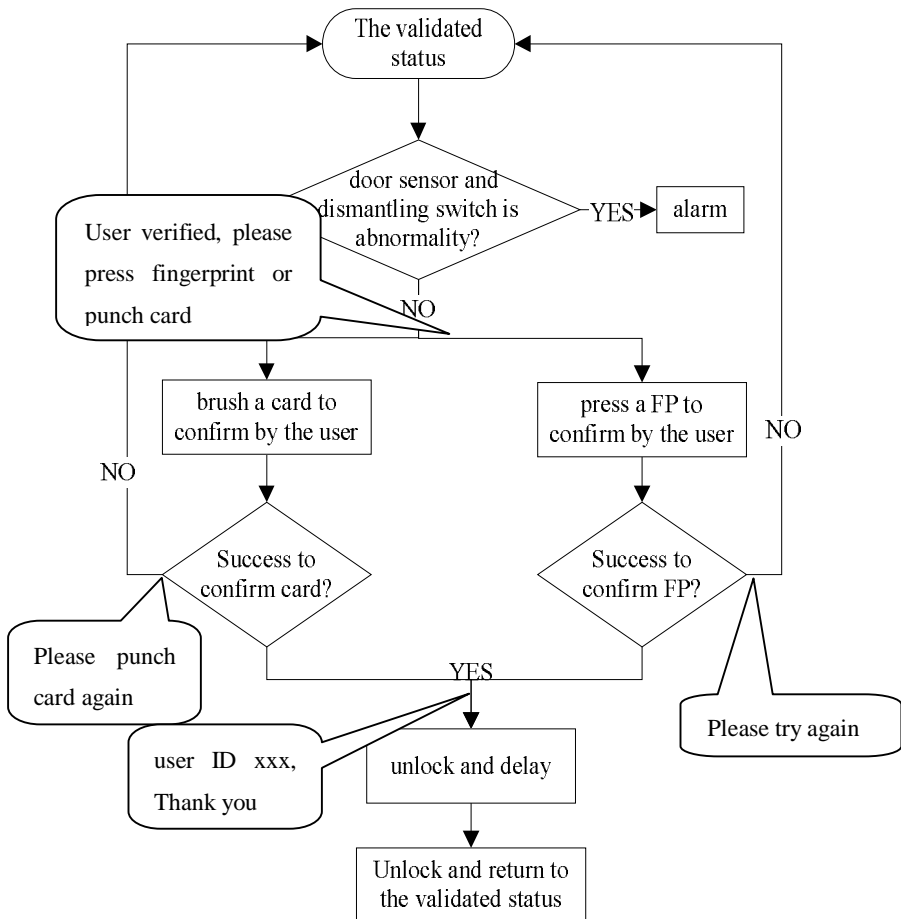 The validated
status
door sensor and
dismantling switch is
abnormality?
YES
alarm
User verified, please
press fingerprint or
punch card
NO
brush a card to
confirm by the user
press a FP to
confirm by the user
NO
NO
Success to
confirm card?
Success to
confirm FP?
Please punch
card again
YES
Please try again
user ID xxx,
Thank you
unlock and delay
Unlock and return to
the validated status